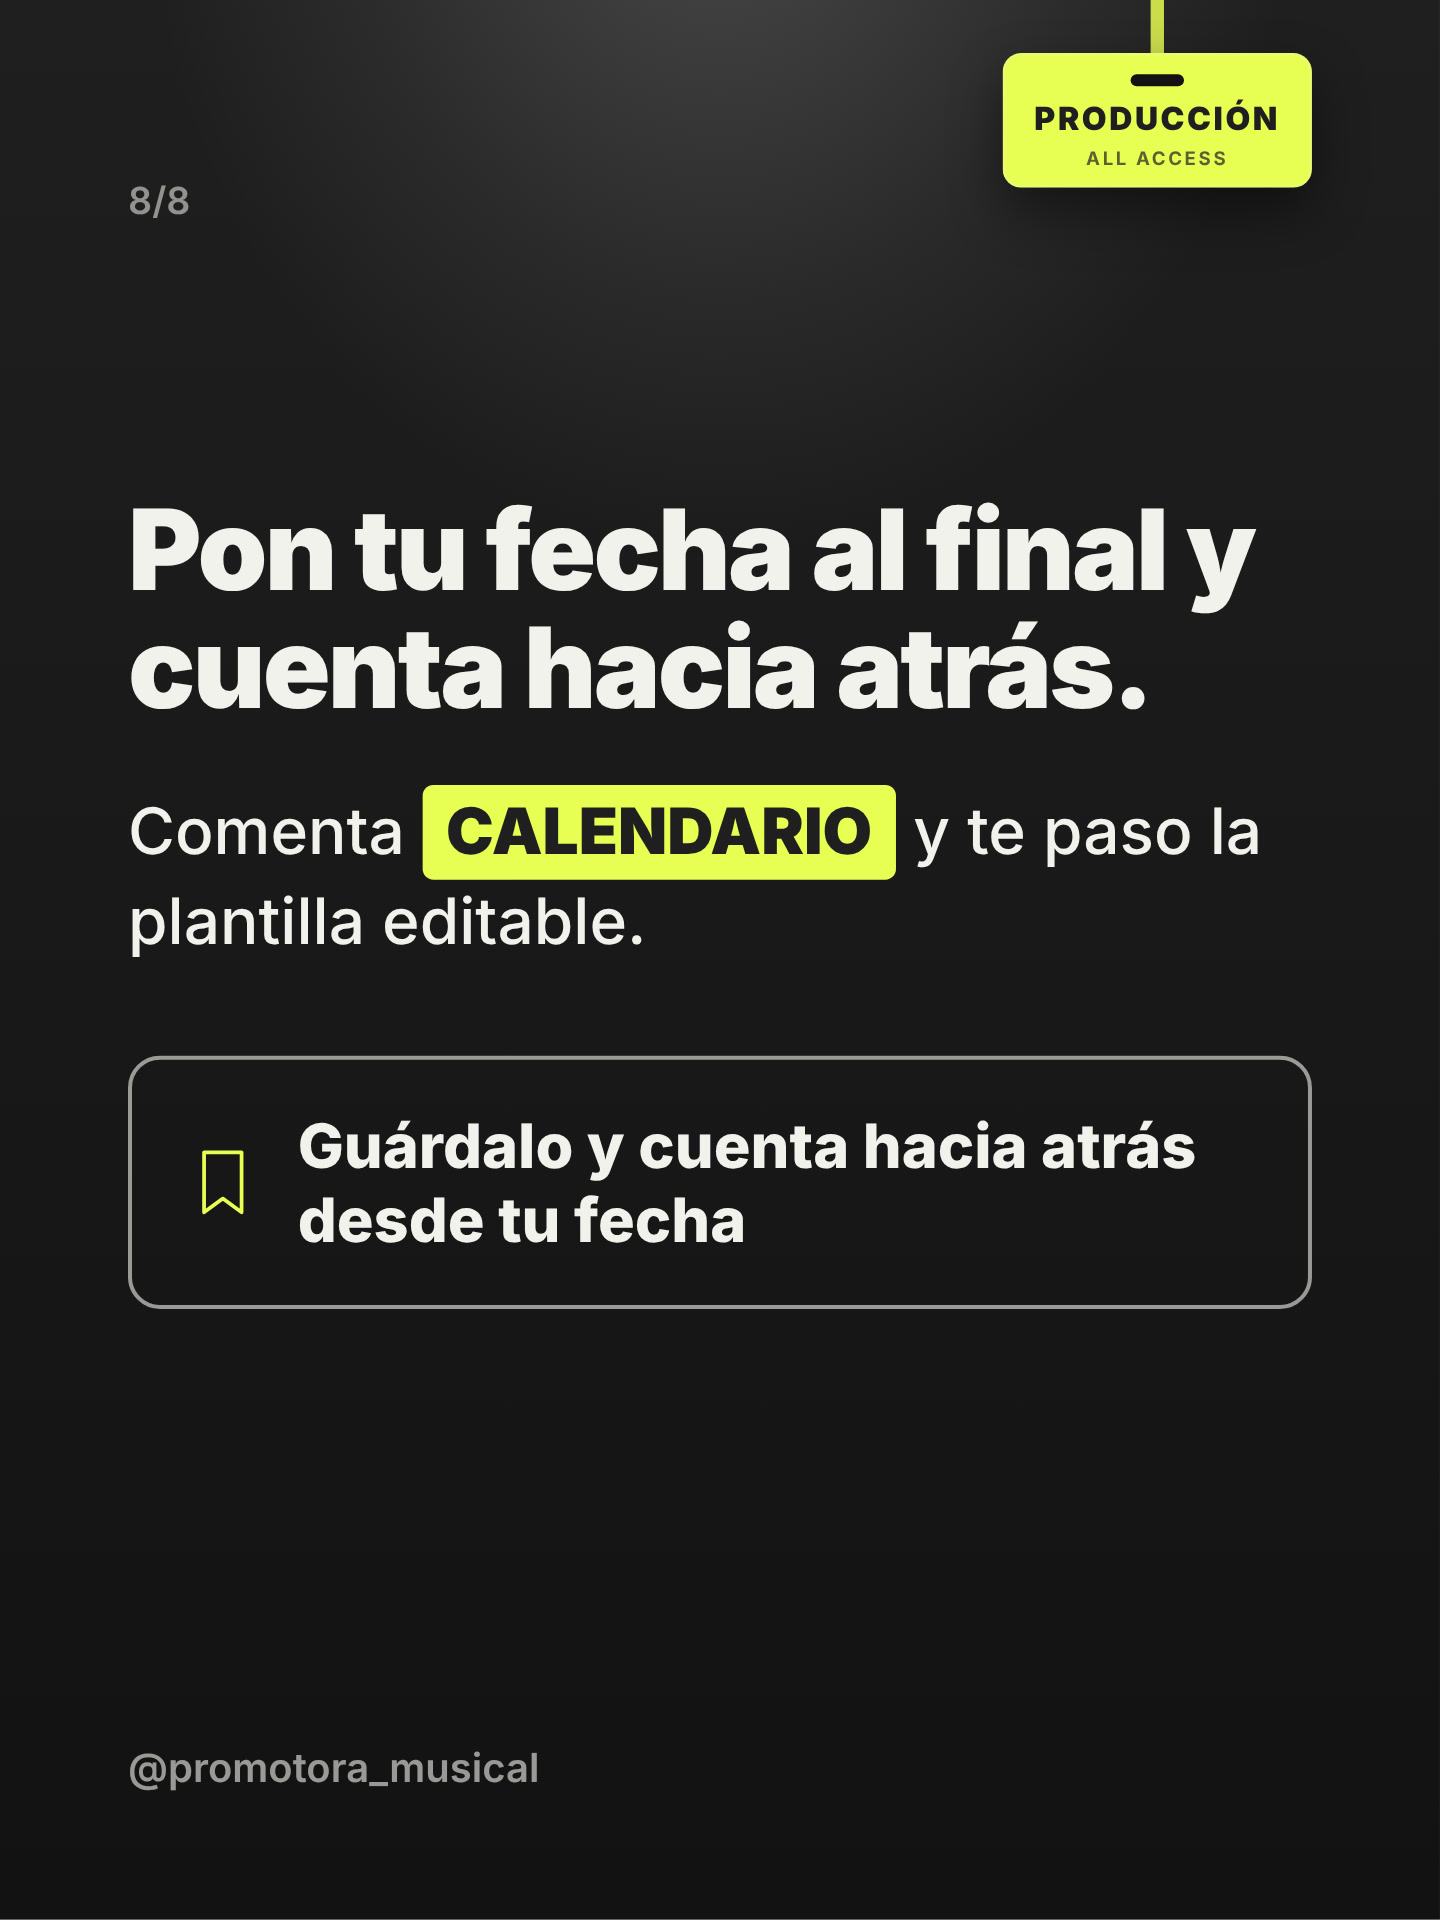 PRODUCCIÓN
ALL ACCESS
8/8
Pon tu fecha al final y
cuenta hacia atrás.
Comenta CALENDARIO y te paso la
plantilla editable.
Guárdalo y cuenta hacia atrás
desde tu fecha
@promotora_musical